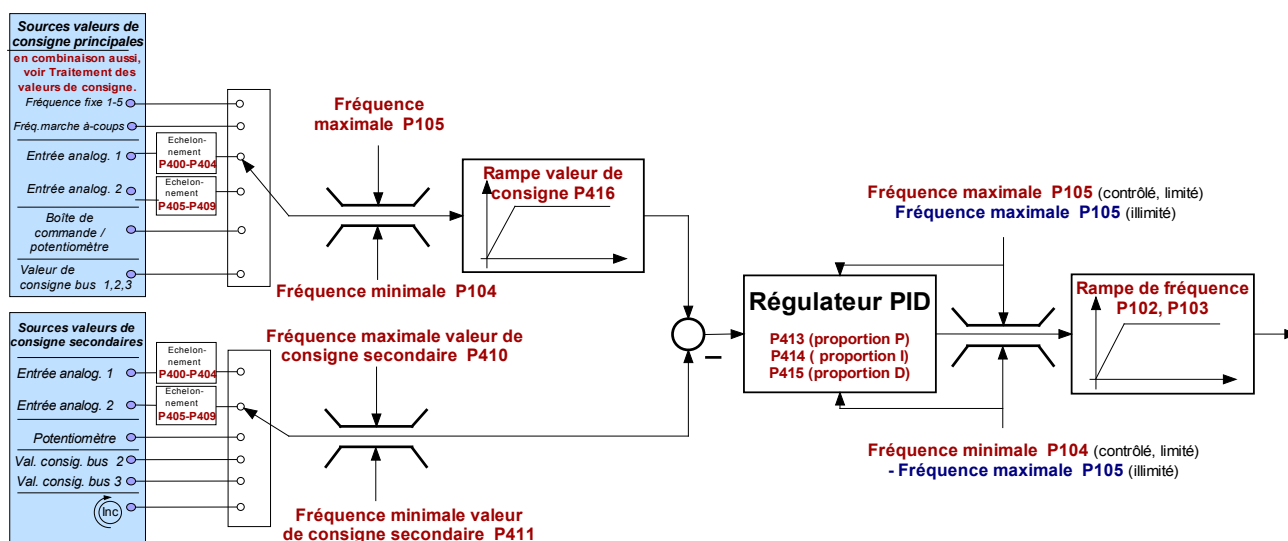 Sources valeurs de
consigne principales
en combinaison aussi,
voir Traitement des
valeurs de consigne.
Fréquence fixe 1-5
Fréq.marche à-coups
Entrée analog. 1
Echelon-
nement
P400-P404
Entrée analog. 2
Echelon-
nement
P405-P409
Boîte de
commande /
potentiomètre
Valeur de
consigne bus 1,2,3
Fréquence
maximale P105
Fréquence minimale P104
Rampe valeur de
consigne P416
Sources valeurs de
consigne secondaires
Entrée analog. 1
Echelon-
nement
P400-P404
Entrée analog. 2
Echelon-
nement
P405-P409
Potentiomètre
Val. consig. bus 2
Val. consig. bus 3
Inc
Fréquence maximale valeur de
consigne secondaire P410
Fréquence minimale valeur
de consigne secondaire P411
–
Régulateur PID
P413 (proportion P)
P414 ( proportion I)
P415 (proportion D)
Fréquence maximale P105 (contrôlé, limité)
Fréquence maximale P105 (illimité)
Fréquence minimale P104 (contrôlé, limité)
- Fréquence maximale P105 (illimité)
Rampe de fréquence
P102, P103